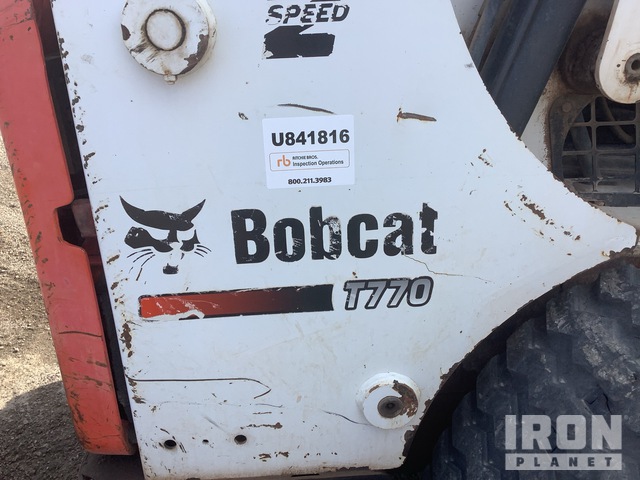 SPEED
U841816
rb RITCHIE BROS.
Inspection Operations
800.211.3983
Bobcat
T770
IRON
PLANET